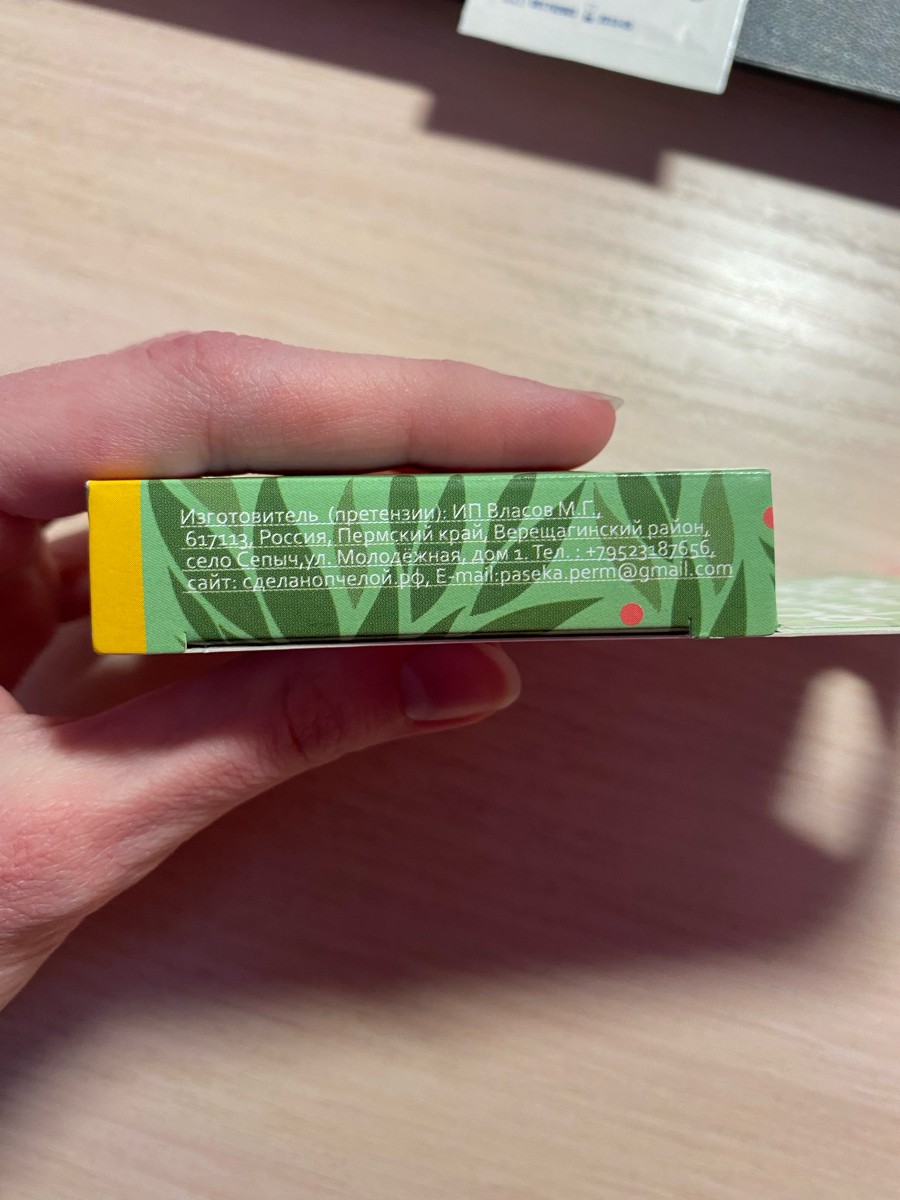 Изготовитель (претензии): ИП Власов М.Г.,
617113, Россия, Пермский край, Верещагинский район,
село Сепыч,ул. Молодёжная, дом 1. Тел. : +79523187656,
сайт: сделанопчелой.рф, E-mail:paseka.perm@gmail.com